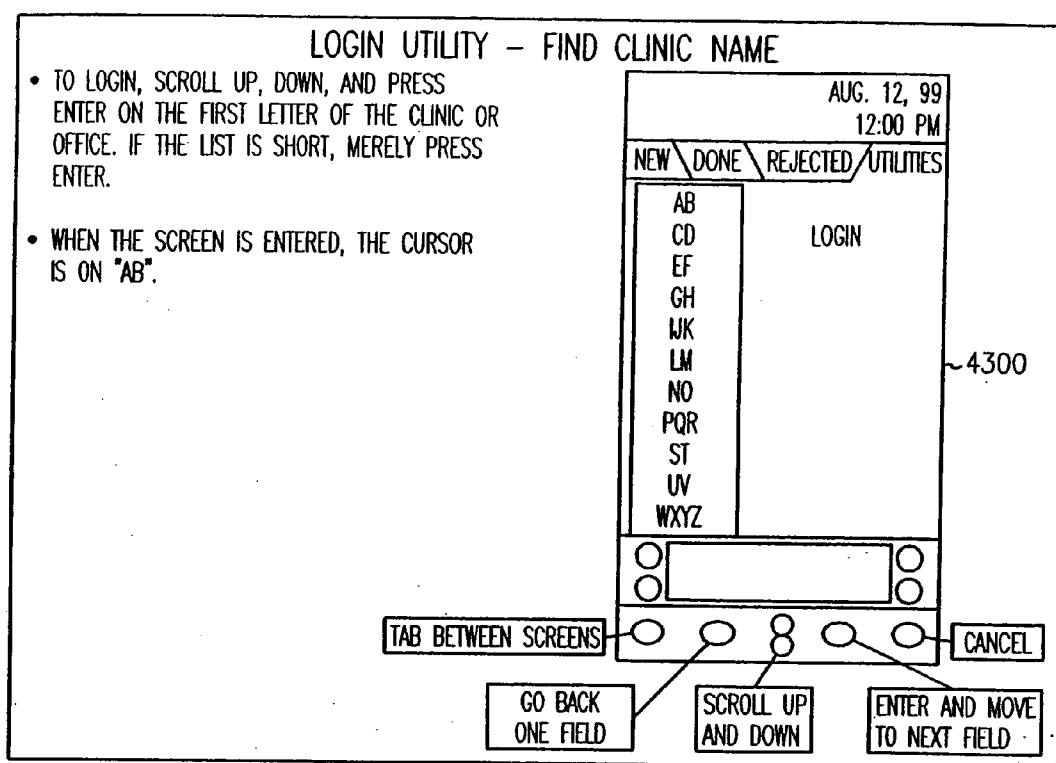 LOGIN UTILITY – FIND CLINIC NAME
• TO LOGIN, SCROLL UP, DOWN, AND PRESS
ENTER ON THE FIRST LETTER OF THE CLINIC OR
OFFICE. IF THE LIST IS SHORT, MERELY PRESS
ENTER.
• WHEN THE SCREEN IS ENTERED, THE CURSOR
IS ON "AB".
AUG. 12, 99
12:00 PM
NEW DONE REJECTED UTILITIES
AB
CD
EF
GH
IJK
LM
NO
PQR
ST
UV
WXYZ
LOGIN
4300
TAB BETWEEN SCREENS
CANCEL
GO BACK
ONE FIELD
SCROLL UP
AND DOWN
ENTER AND MOVE
TO NEXT FIELD